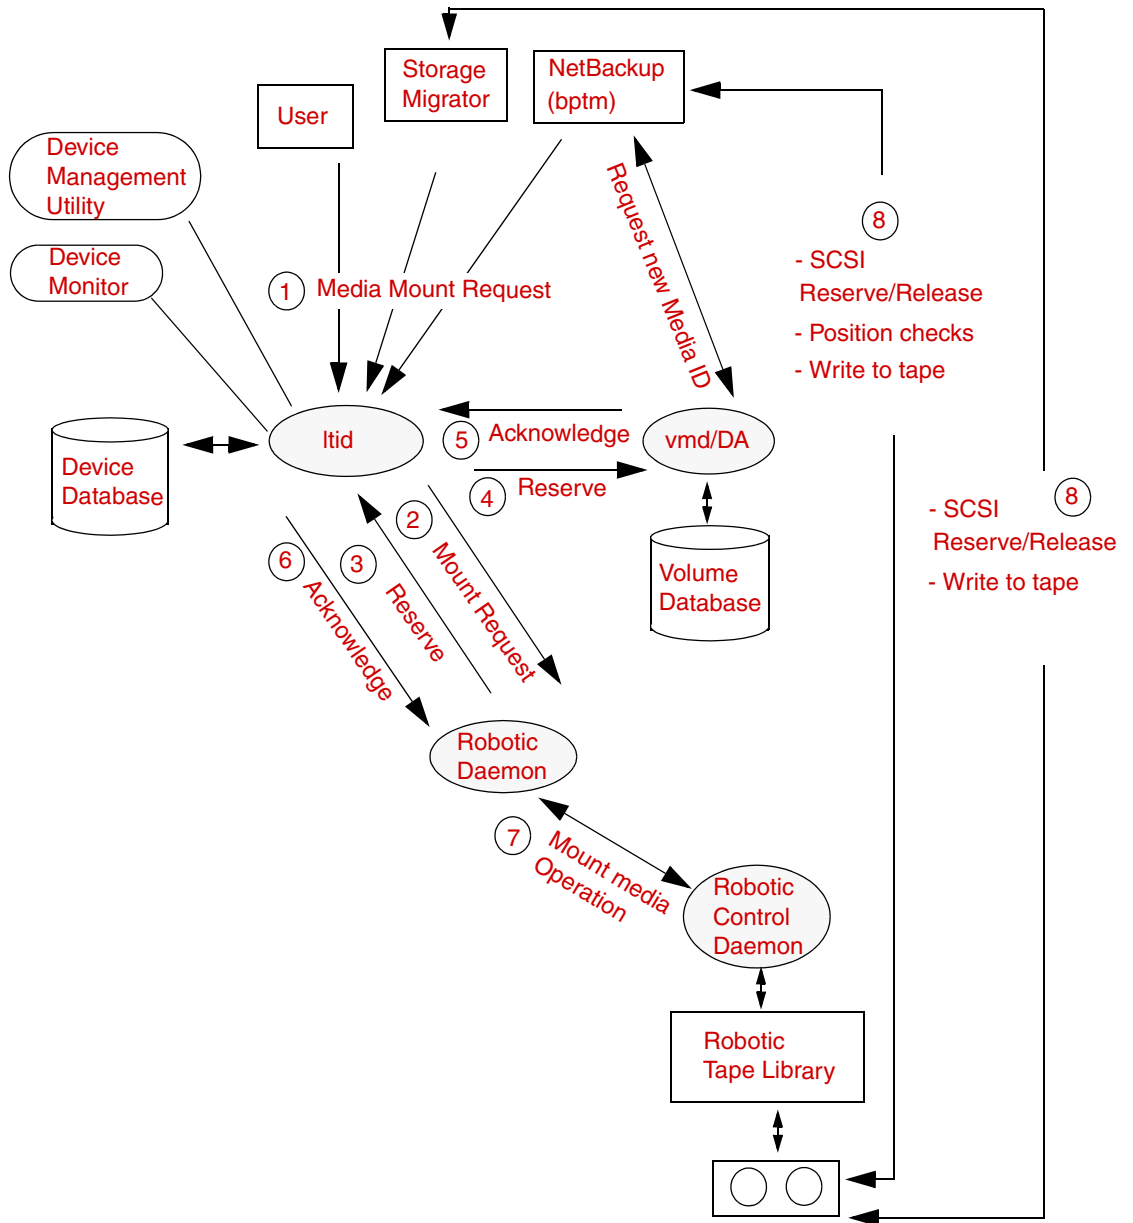 Storage
Migrator
NetBackup
(bptm)
User
Device
Management
Utility
Device
Monitor
1
Media Mount Request
Request new Media ID
8
- SCSI
Reserve/Release
- Position checks
- Write to tape
ltid
5
Acknowledge
vmd/DA
4
Reserve
Device
Database
2
Mount Request
3
Reserve
6
Acknowledge
Volume
Database
8
- SCSI
Reserve/Release
- Write to tape
Robotic
Daemon
7
Mount media
Operation
Robotic
Control
Daemon
Robotic
Tape Library